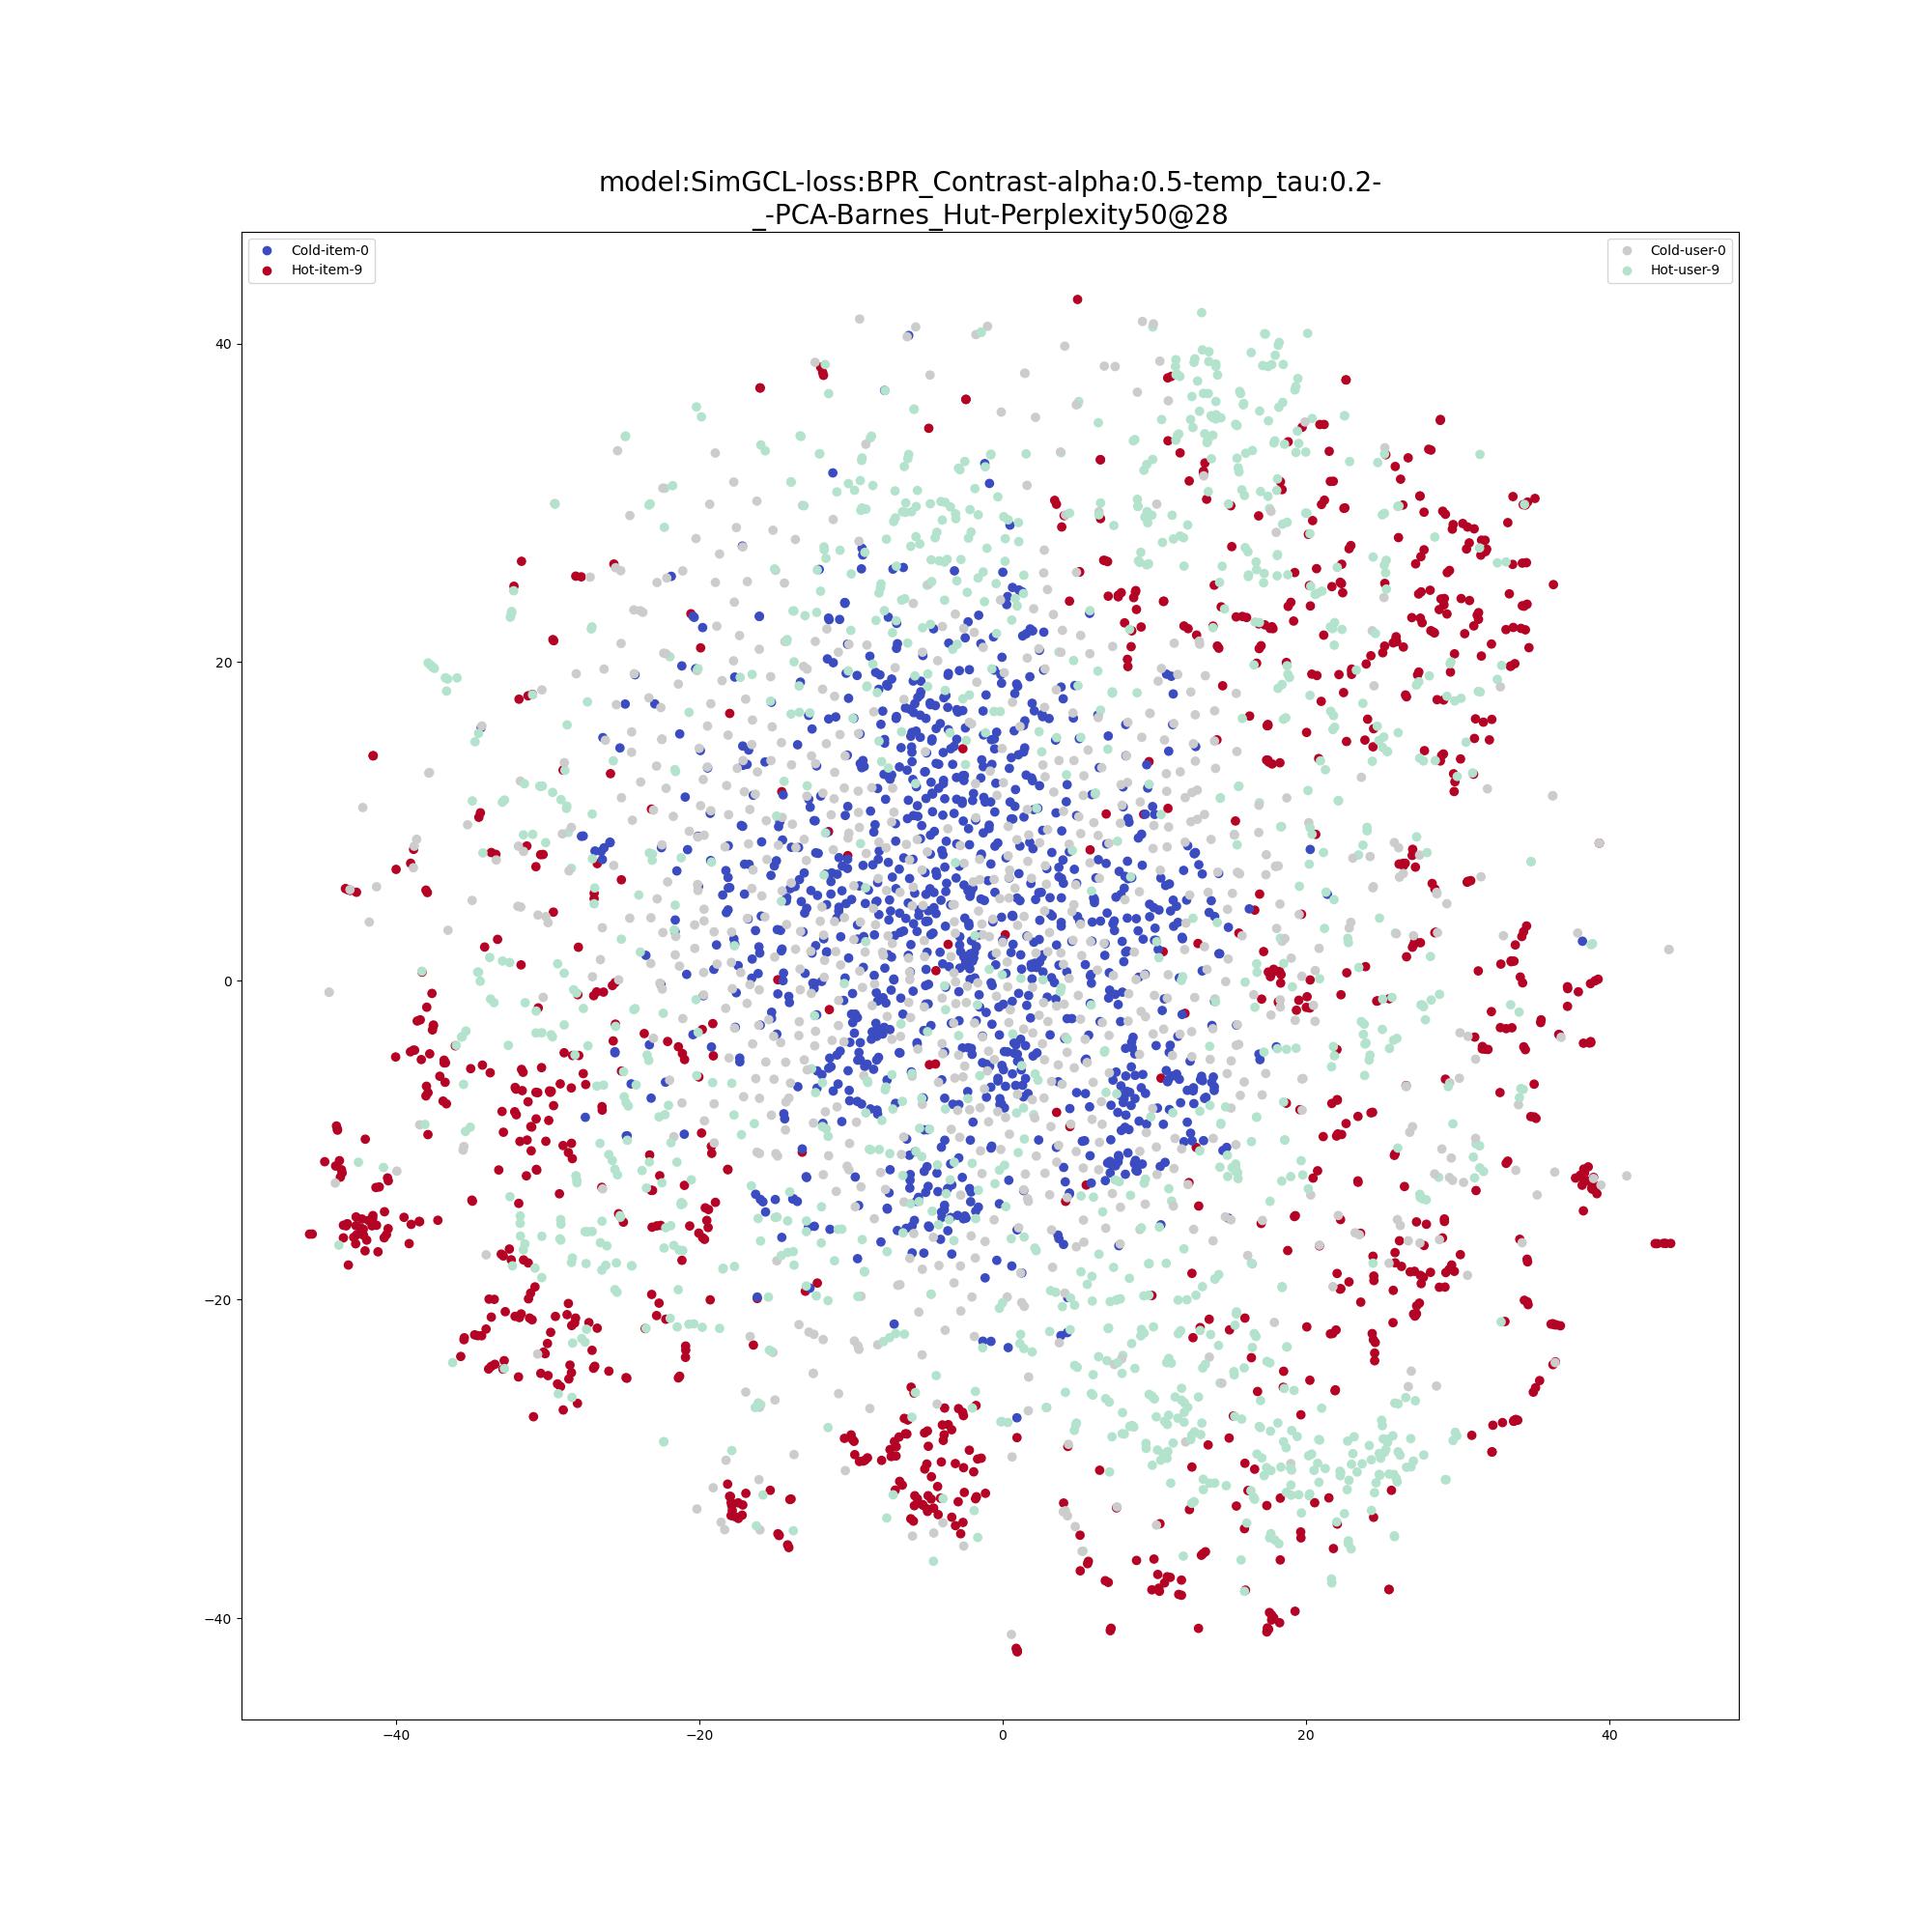 model:SimGCL-loss:BPR_Contrast-alpha:0.5-temp_tau:0.2-
_-PCA-Barnes_Hut-Perplexity50@28
Cold-item-0
Hot-item-9
Cold-user-0
Hot-user-9
40
20
0
−20
−40
−40
−20
0
20
40